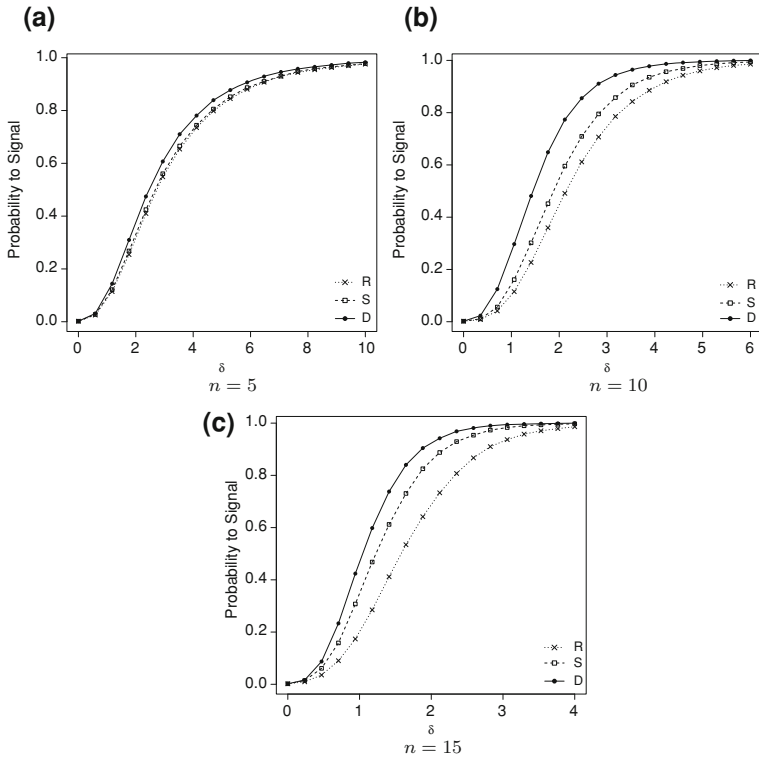 (a)
Probability to Signal
1.0
0.8
0.6
0.4
0.2
0.0
R
S
D
0 2 4 6 8 10
δ
n = 5
(b)
Probability to Signal
1.0
0.8
0.6
0.4
0.2
0.0
R
S
D
0 1 2 3 4 5 6
δ
n = 10
(c)
Probability to Signal
1.0
0.8
0.6
0.4
0.2
0.0
R
S
D
0 1 2 3 4
δ
n = 15